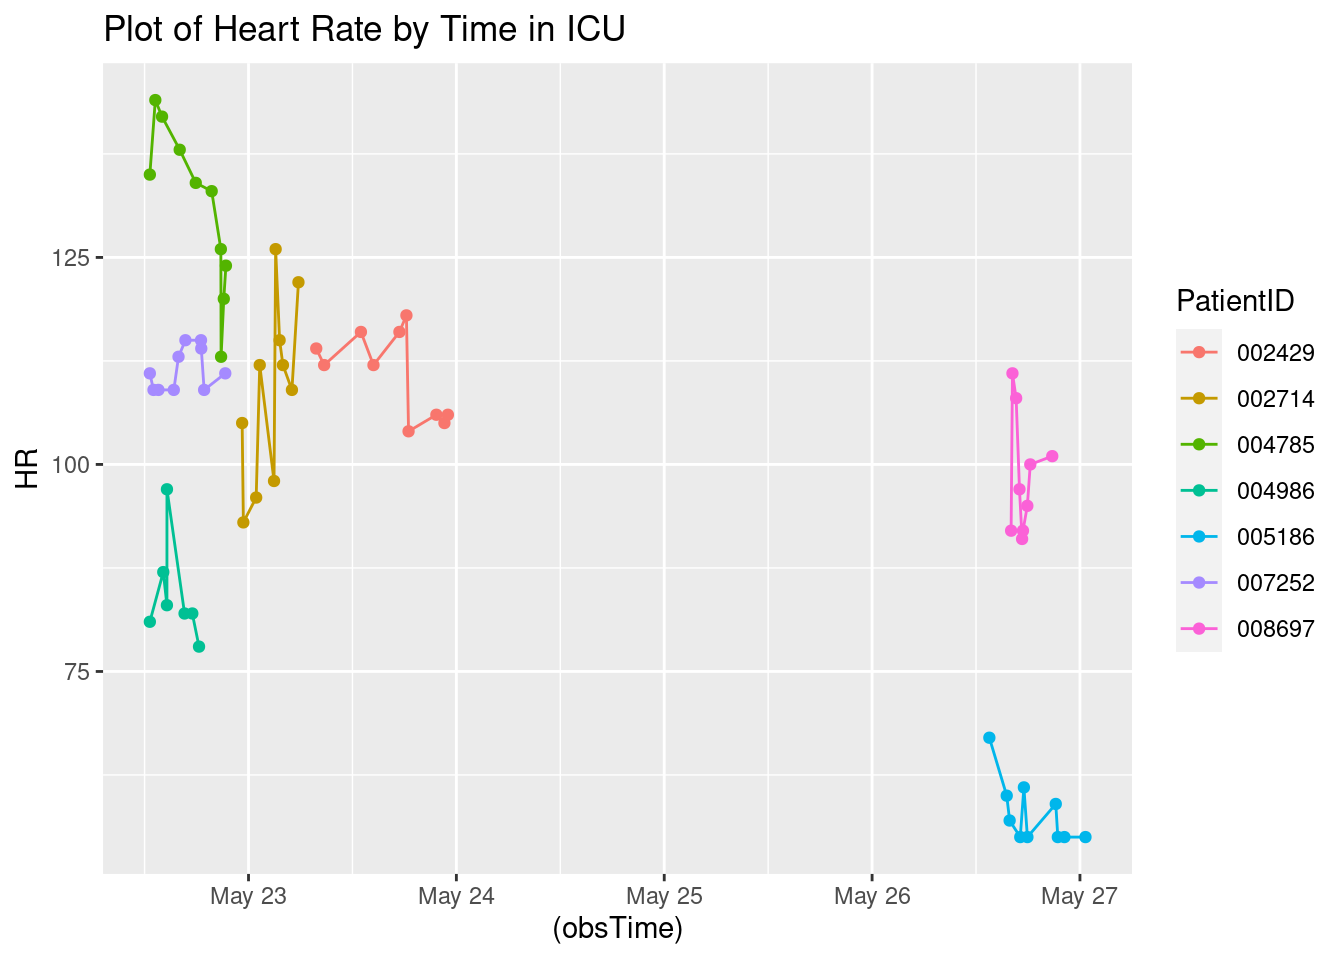 Plot of Heart Rate by Time in ICU
HR
125
100
75
May 23 May 24 May 25 May 26 May 27
(obsTime)
PatientID
002429
002714
004785
004986
005186
007252
008697